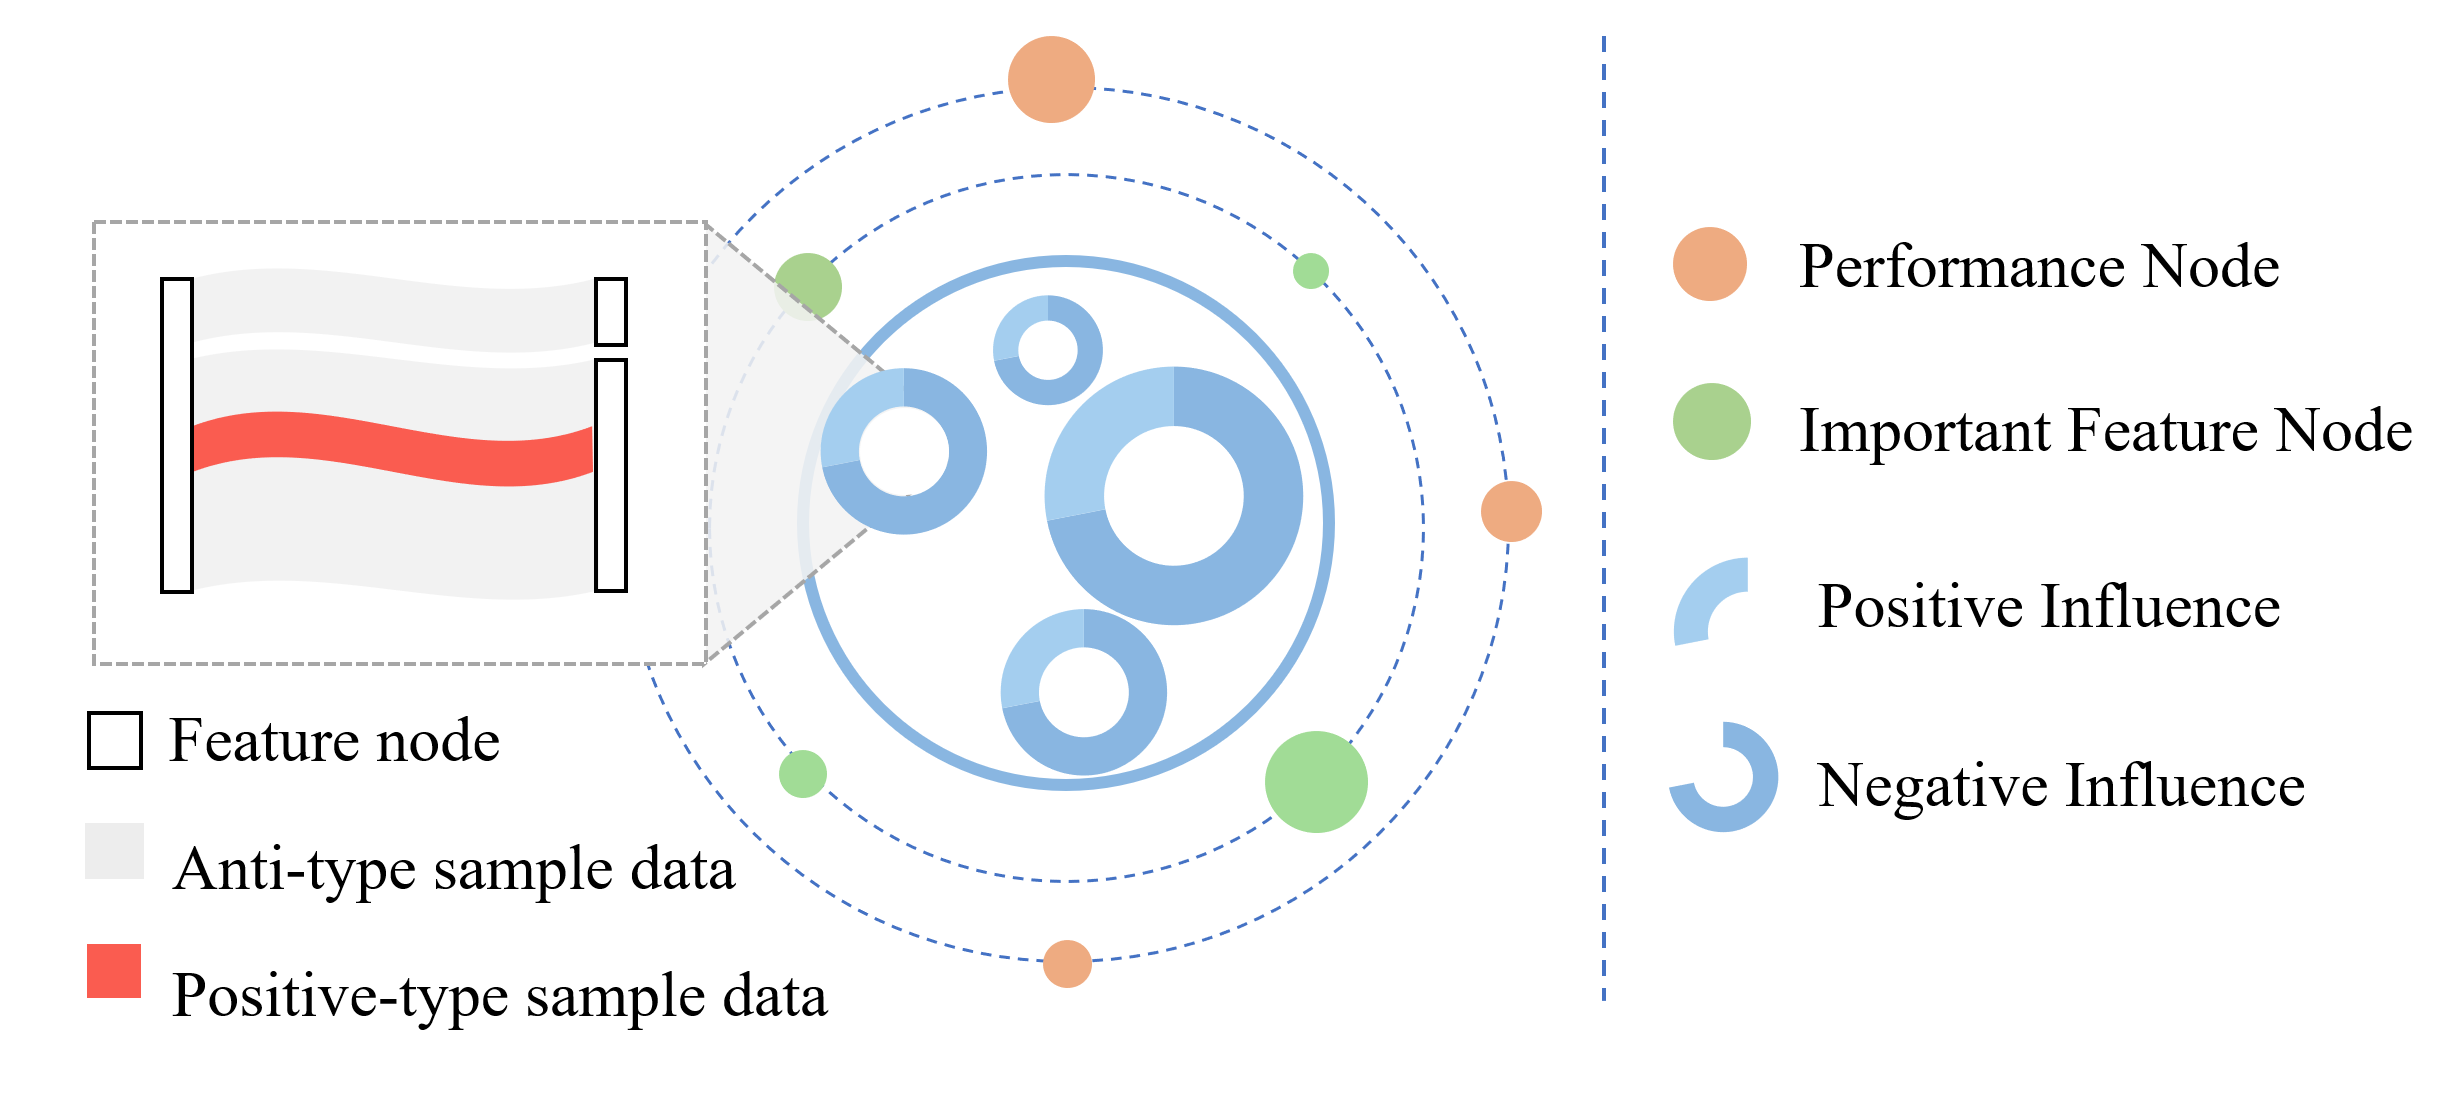 Performance Node
Important Feature Node
Positive Influence
Negative Influence
Feature node
Anti-type sample data
Positive-type sample data